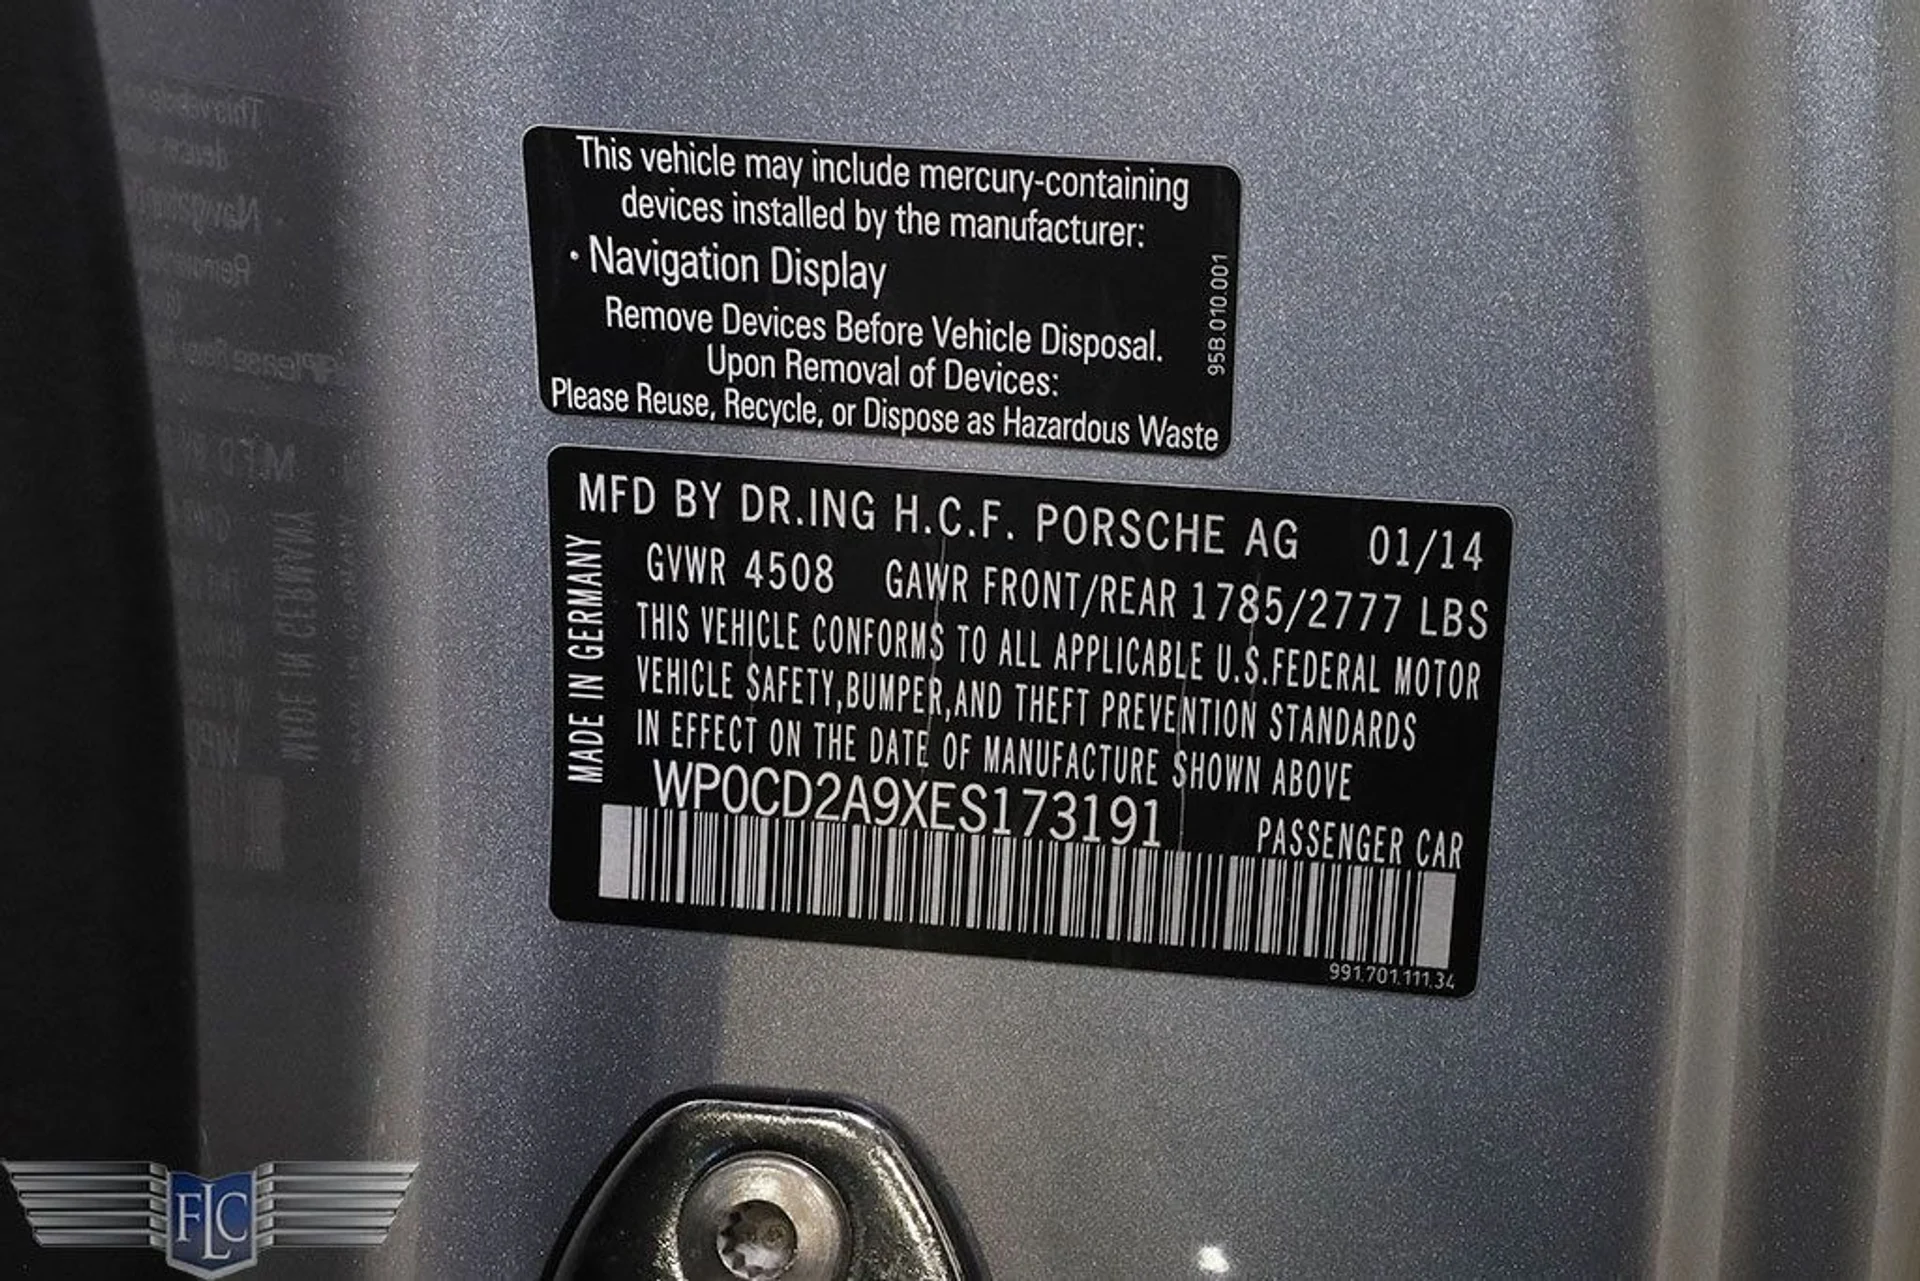 This vehicle may include mercury-containing
devices installed by the manufacturer:
· Navigation Display
Remove Devices Before Vehicle Disposal.
Upon Removal of Devices:
Please Reuse, Recycle, or Dispose as Hazardous Waste
95B.010.001
MFD BY DR.ING H.C.F. PORSCHE AG 01/14
GVWR 4508 GAWR FRONT/REAR 1785/2777 LBS
THIS VEHICLE CONFORMS TO ALL APPLICABLE U.S.FEDERAL MOTOR
VEHICLE SAFETY,BUMPER,AND THEFT PREVENTION STANDARDS
IN EFFECT ON THE DATE OF MANUFACTURE SHOWN ABOVE
MADE IN GERMANY
WP0CD2A9XES173191
PASSENGER CAR
991.701.111.34
FLC